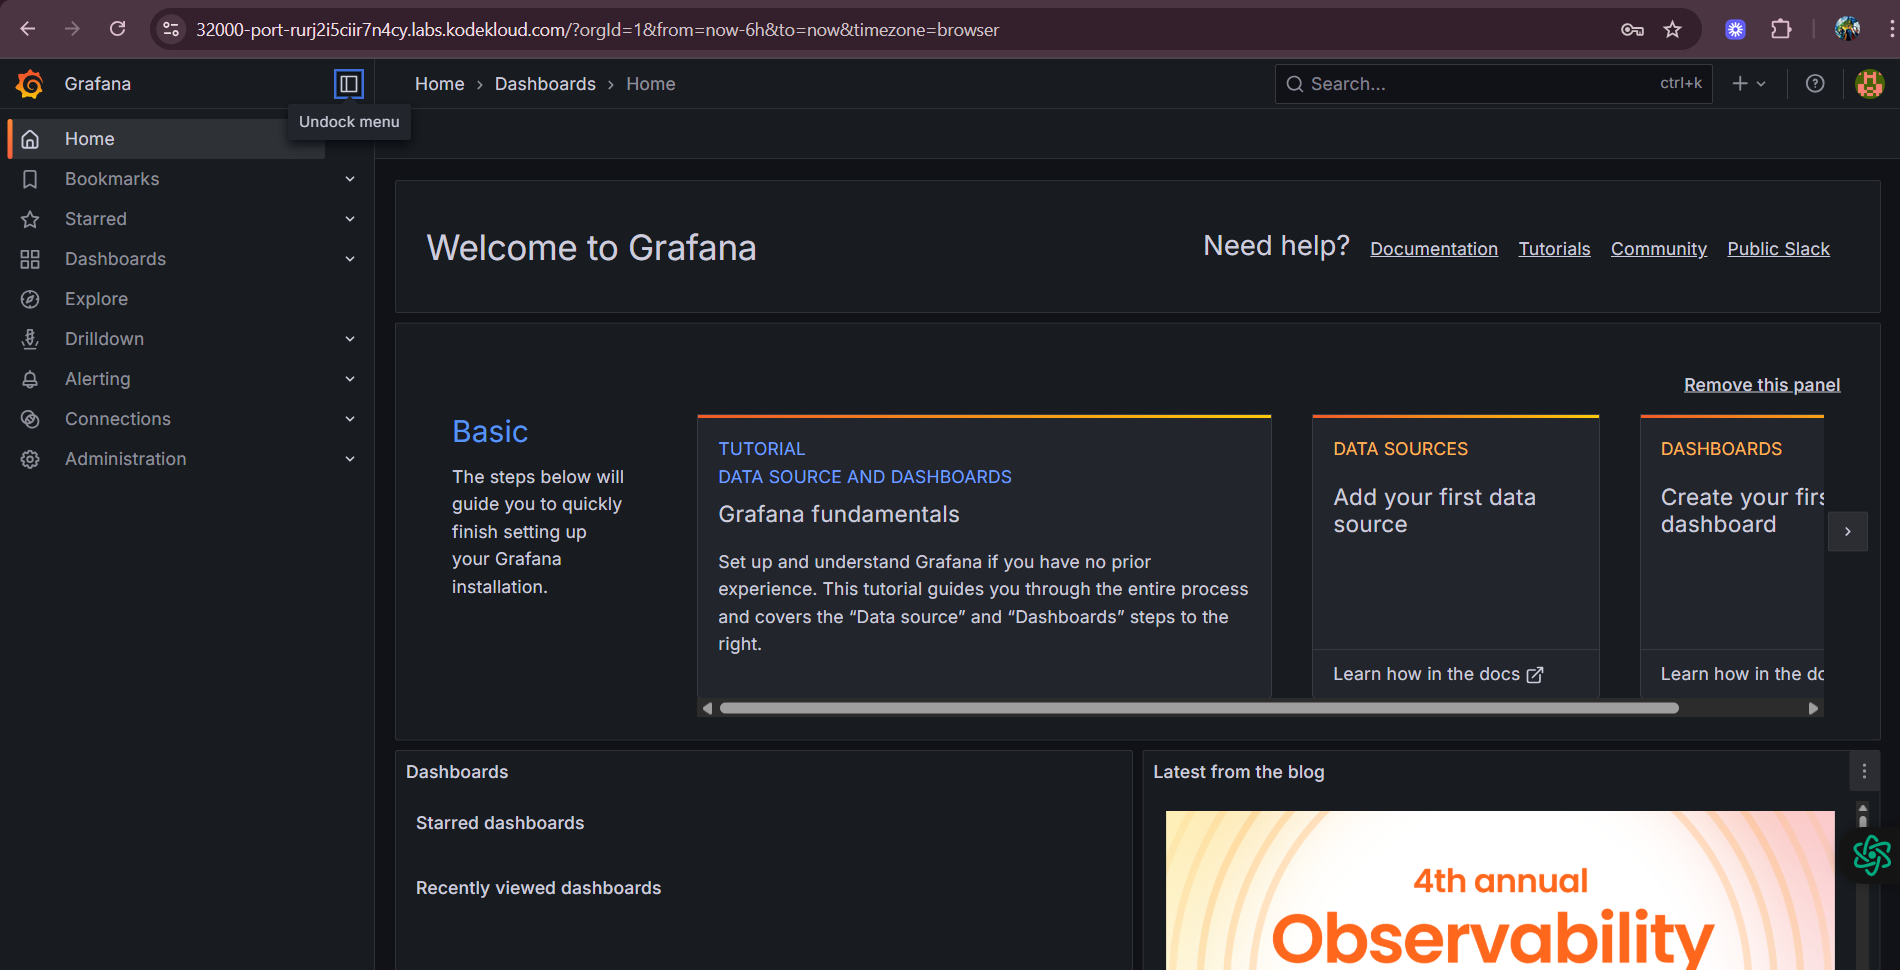 32000-port-rurj2i5ciir7n4cy.labs.kodekloud.com/?orgId=1&from=now-6h&to=now&timezone=browser
Grafana
Home › Dashboards › Home
Search...
ctrl+k
Undock menu
Home
Bookmarks
Starred
Dashboards
Explore
Drilldown
Alerting
Connections
Administration
Welcome to Grafana
Need help?
Documentation
Tutorials
Community
Public Slack
Remove this panel
Basic
The steps below will
guide you to quickly
finish setting up
your Grafana
installation.
TUTORIAL
DATA SOURCE AND DASHBOARDS
Grafana fundamentals
Set up and understand Grafana if you have no prior
experience. This tutorial guides you through the entire process
and covers the “Data source” and “Dashboards” steps to the
right.
DATA SOURCES
Add your first data
source
Learn how in the docs
DASHBOARDS
Create your firs
dashboard
Learn how in the do
Dashboards
Starred dashboards
Recently viewed dashboards
Latest from the blog
4th annual
Observability